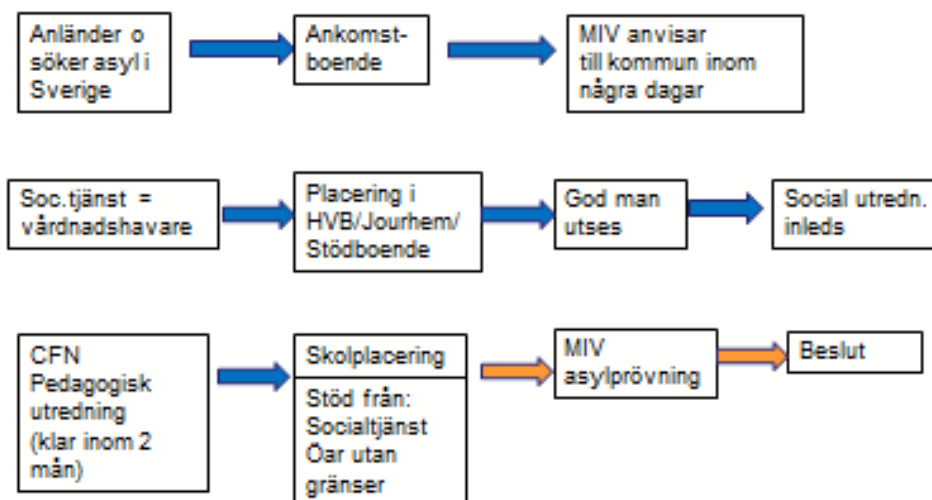 Anländer o
söker asyl i
Sverige
Ankomst-
boende
MIV anvisar
till kommun inom
några dagar
Soc.tjänst =
vårdnadshavare
Placering i
HVB/Jourhem/
Stödboende
God man
utses
Social utredn.
inleds
CFN
Pedagogisk
utredning
(klar inom 2
mån)
Skolplacering
Stöd från:
Socialtjänst
Öar utan
gränser
MIV
asylprövning
Beslut